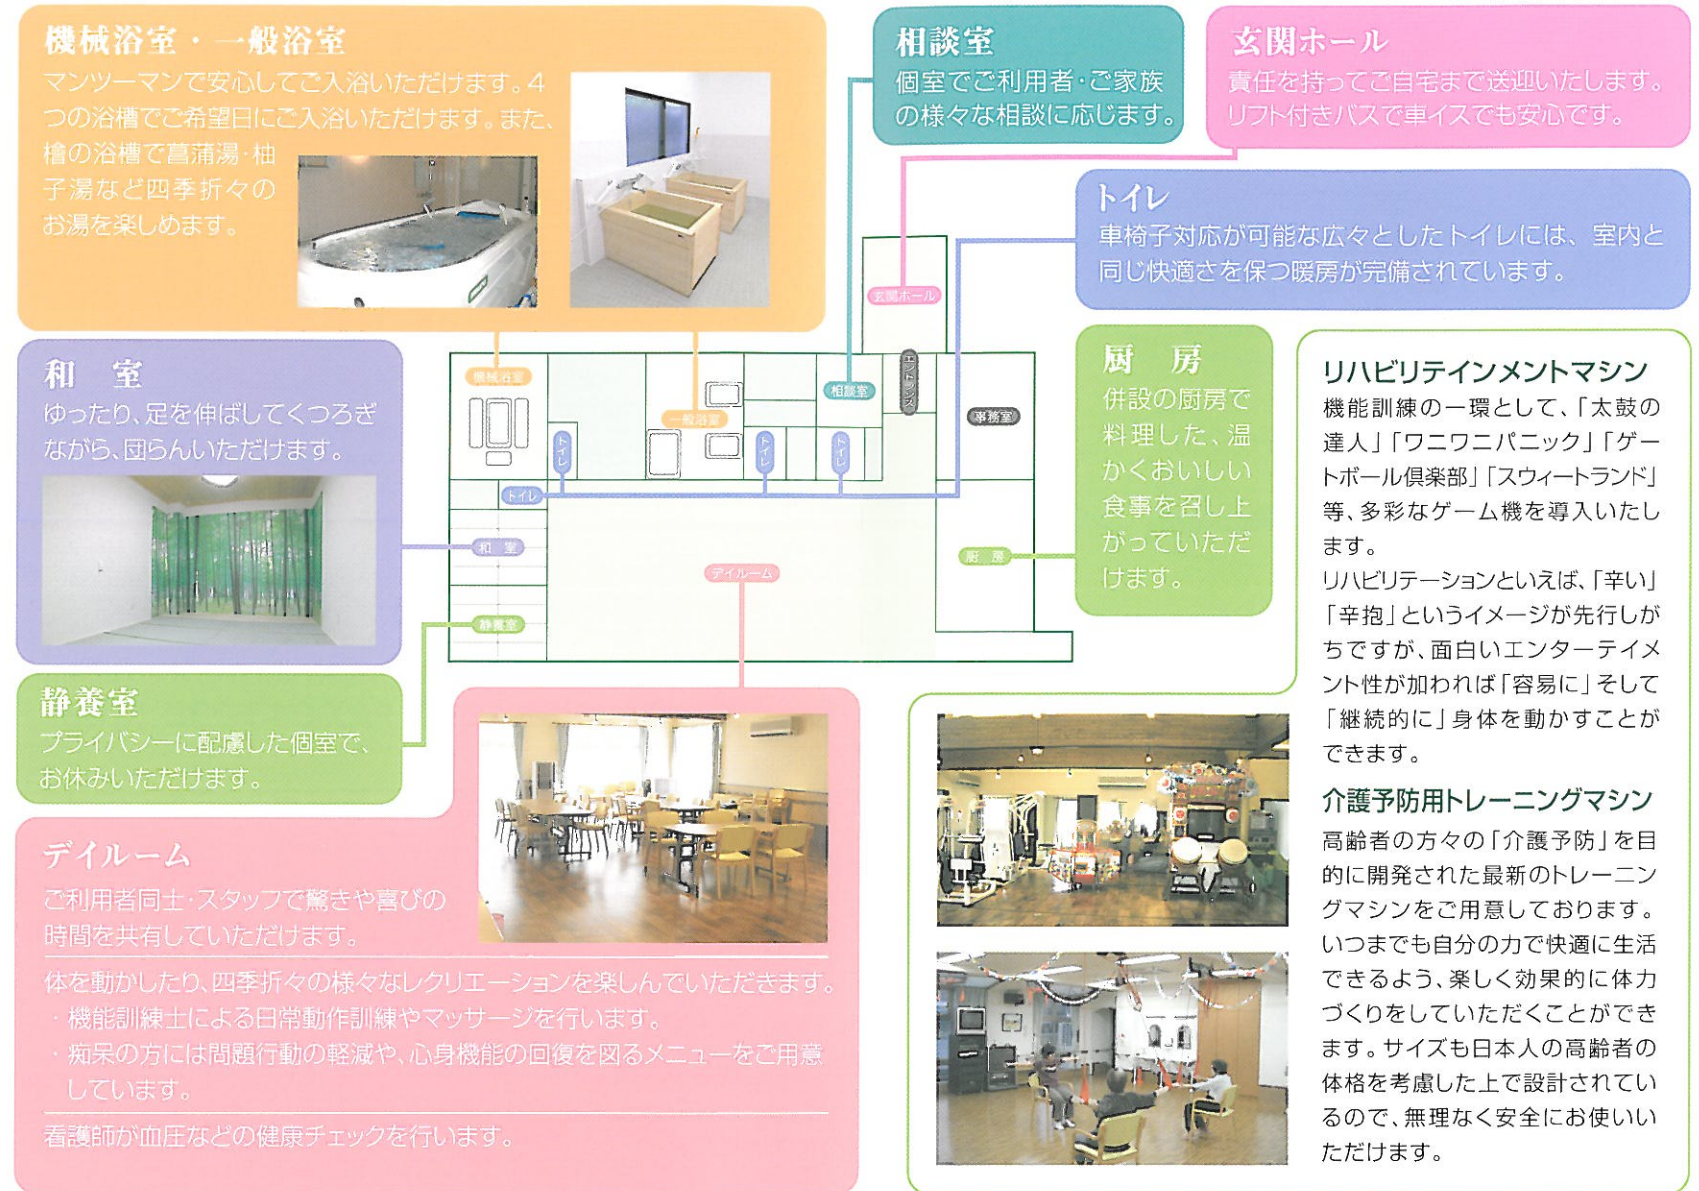 機械浴室・一般浴室
マンツーマンで安心してご入浴いただけます。4
つの浴槽でご希望日にご入浴いただけます。また、
檜の浴槽で菖蒲湯・柚
子湯など四季折々の
お湯を楽しめます。
相談室
個室でご利用者・ご家族
の様々な相談に応じます。
玄関ホール
責任を持ってご自宅まで送迎いたします。
リフト付きバスで車イスでも安心です。
トイレ
車椅子対応が可能な広々としたトイレには、室内と
同じ快適さを保つ暖房が完備されています。
和 室
ゆったり、足を伸ばしてくつろぎ
ながら、団らんいただけます。
静養室
プライバシーに配慮した個室で、
お休みいただけます。
玄関ホール
エントランス
機械浴室
一般浴室
相談室
事務室
トイレ
トイレ
トイレ
トイレ
和 室
静養室
デイルーム
厨 房
厨 房
併設の厨房で
料理した、温
かくおいしい
食事を召し上
がっていただ
けます。
デイルーム
ご利用者同士・スタッフで驚きや喜びの
時間を共有していただけます。
体を動かしたり、四季折々の様々なレクリエーションを楽しんでいただきます。
・機能訓練士による日常動作訓練やマッサージを行います。
・痴呆の方には問題行動の軽減や、心身機能の回復を図るメニューをご用意
しています。
看護師が血圧などの健康チェックを行います。
リハビリテインメントマシン
機能訓練の一環として、「太鼓の
達人」「ワニワニパニック」「ゲー
トボール倶楽部」「スウィートランド」
等、多彩なゲーム機を導入いたし
ます。
リハビリテーションといえば、「辛い」
「辛抱」というイメージが先行しが
ちですが、面白いエンターテイメ
ント性が加われば「容易に」そして
「継続的に」身体を動かすことが
できます。
介護予防用トレーニングマシン
高齢者の方々の「介護予防」を目
的に開発された最新のトレーニン
グマシンをご用意しております。
いつまでも自分の力で快適に生活
できるよう、楽しく効果的に体力
づくりをしていただくことができ
ます。サイズも日本人の高齢者の
体格を考慮した上で設計されてい
るので、無理なく安全にお使いい
ただけます。